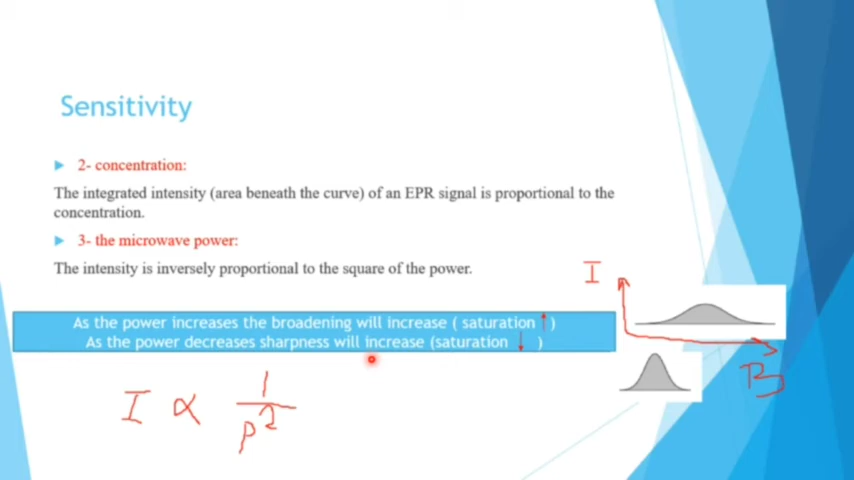 Sensitivity
2- concentration:
The integrated intensity (area beneath the curve) of an EPR signal is proportional to the
concentration.
3- the microwave power:
The intensity is inversely proportional to the square of the power.
I
As the power increases the broadening will increase ( saturation ↑ )
As the power decreases sharpness will increase (saturation ↓ )
B
I ∝ 1/p²